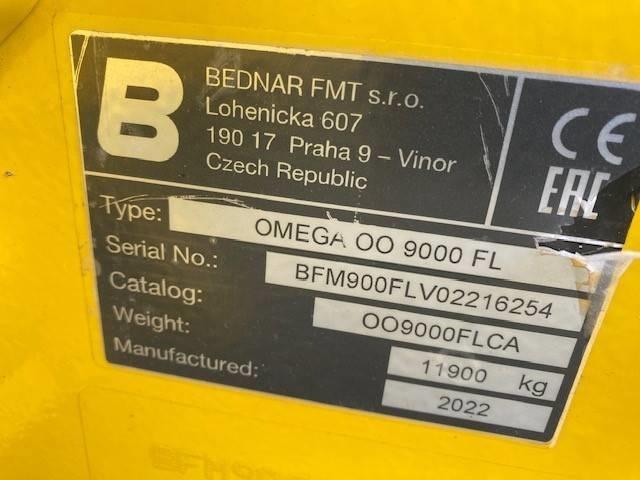 B
BEDNAR FMT s.r.o.
Lohenicka 607
190 17 Praha 9 – Vinor
Czech Republic
CE
EAC
Type: OMEGA OO 9000 FL
Serial No.: BFM900FLV02216254
Catalog: OO9000FLCA
Weight: 11900 kg
Manufactured: 2022